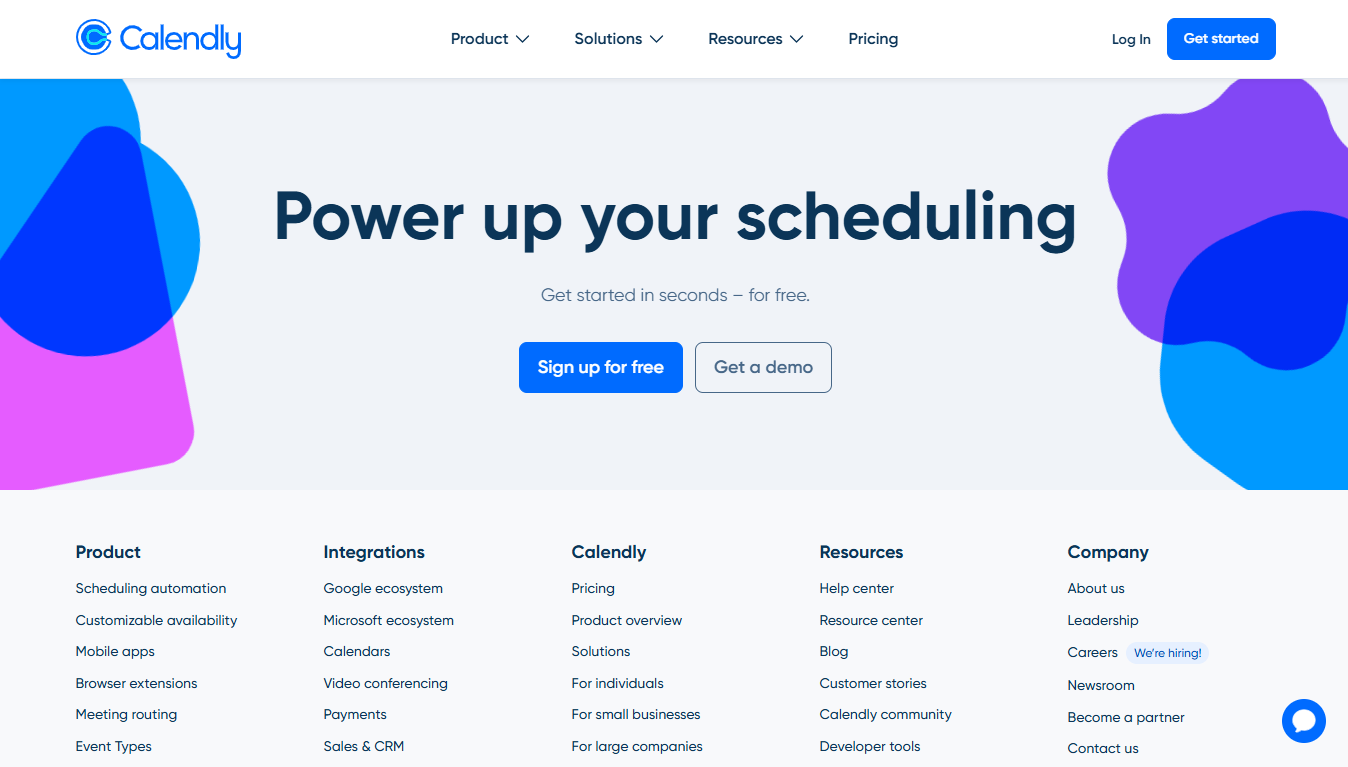 Calendly
Product
Solutions
Resources
Pricing
Log In
Get started
Power up your scheduling
Get started in seconds – for free.
Sign up for free
Get a demo
Product
Scheduling automation
Customizable availability
Mobile apps
Browser extensions
Meeting routing
Event Types
Integrations
Google ecosystem
Microsoft ecosystem
Calendars
Video conferencing
Payments
Sales & CRM
Calendly
Pricing
Product overview
Solutions
For individuals
For small businesses
For large companies
Resources
Help center
Resource center
Blog
Customer stories
Calendly community
Developer tools
Company
About us
Leadership
Careers We’re hiring!
Newsroom
Become a partner
Contact us